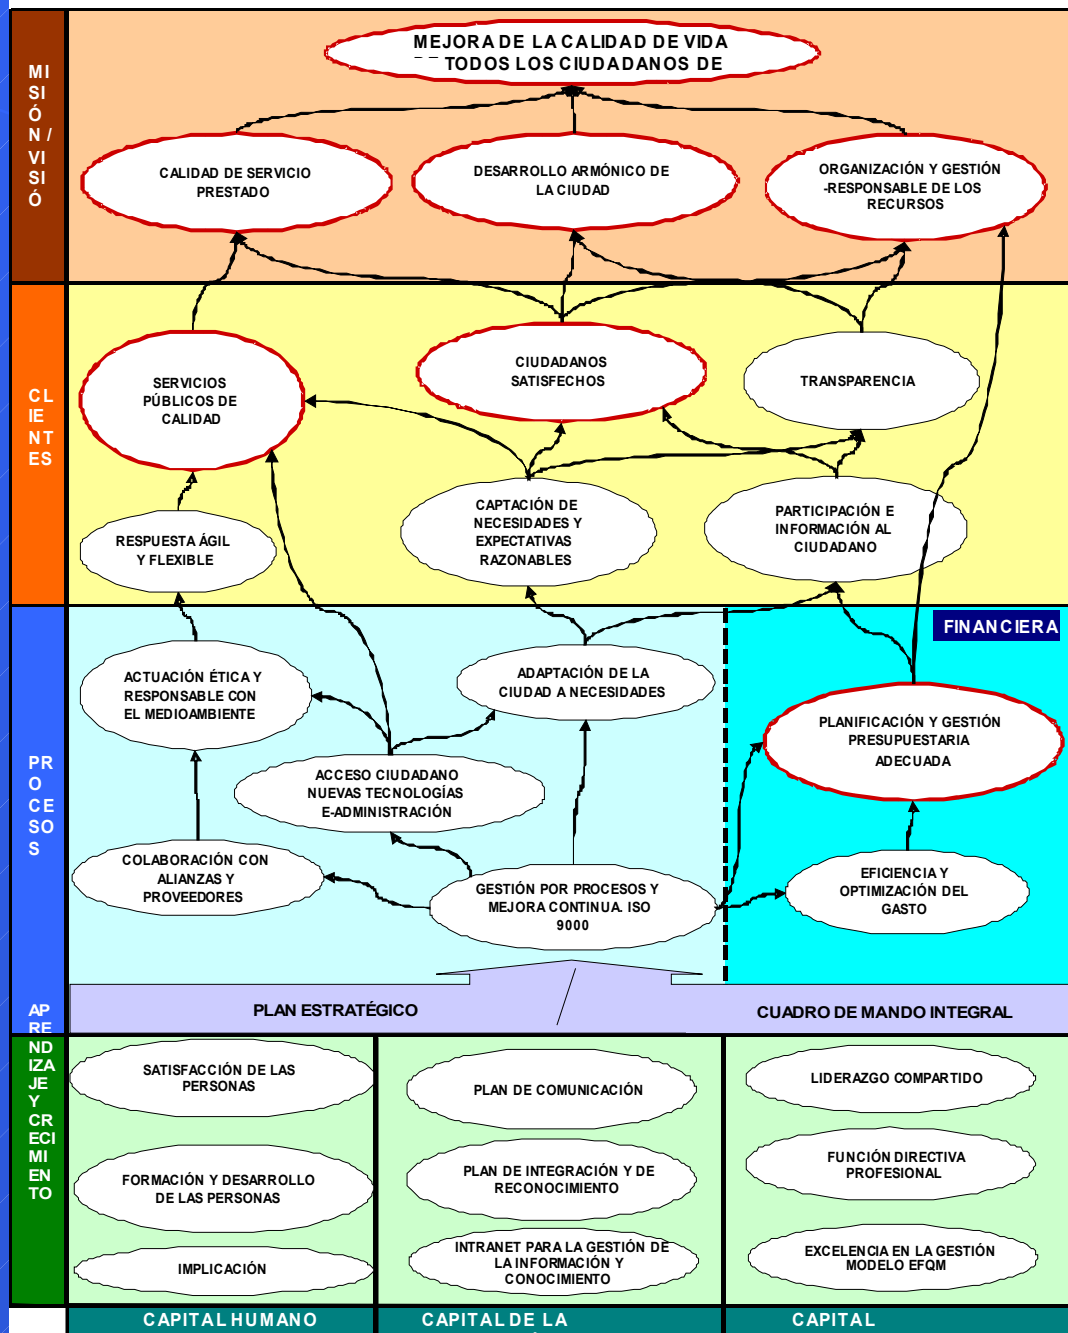 MI
SI
Ó
N /
VI
SI
Ó
MEJORA DE LA CALIDAD DE VIDA
TODOS LOS CIUDADANOS DE
CALIDAD DE SERVICIO
PRESTADO
DESARROLLO ARMÓNICO DE
LA CIUDAD
ORGANIZACIÓN Y GESTIÓN
-RESPONSABLE DE LOS
RECURSOS
CL
IE
NT
ES
SERVICIOS
PÚBLICOS DE
CALIDAD
CIUDADANOS
SATISFECHOS
TRANSPARENCIA
RESPUESTA ÁGIL
Y FLEXIBLE
CAPTACIÓN DE
NECESIDADES Y
EXPECTATIVAS
RAZONABLES
PARTICIPACIÓN E
INFORMACIÓN AL
CIUDADANO
PR
O
CE
SO
S
FINANCIERA
ACTUACIÓN ÉTICA Y
RESPONSABLE CON
EL MEDIOAMBIENTE
ADAPTACIÓN DE LA
CIUDAD A NECESIDADES
PLANIFICACIÓN Y GESTIÓN
PRESUPUESTARIA
ADECUADA
ACCESO CIUDADANO
NUEVAS TECNOLOGÍAS
E-ADMINISTRACIÓN
COLABORACIÓN CON
ALIANZAS Y
PROVEEDORES
GESTIÓN POR PROCESOS Y
MEJORA CONTINUA. ISO
9000
EFICIENCIA Y
OPTIMIZACIÓN DEL
GASTO
PLAN ESTRATÉGICO
CUADRO DE MANDO INTEGRAL
AP
RE
ND
IZA
JE
Y
CR
ECI
MI
EN
TO
SATISFACCIÓN DE LAS
PERSONAS
PLAN DE COMUNICACIÓN
LIDERAZGO COMPARTIDO
FORMACIÓN Y DESARROLLO
DE LAS PERSONAS
PLAN DE INTEGRACIÓN Y DE
RECONOCIMIENTO
FUNCIÓN DIRECTIVA
PROFESIONAL
IMPLICACIÓN
INTRANET PARA LA GESTIÓN DE
LA INFORMACIÓN Y
CONOCIMIENTO
EXCELENCIA EN LA GESTIÓN
MODELO EFQM
CAPITAL HUMANO
CAPITAL DE LA
CAPITAL